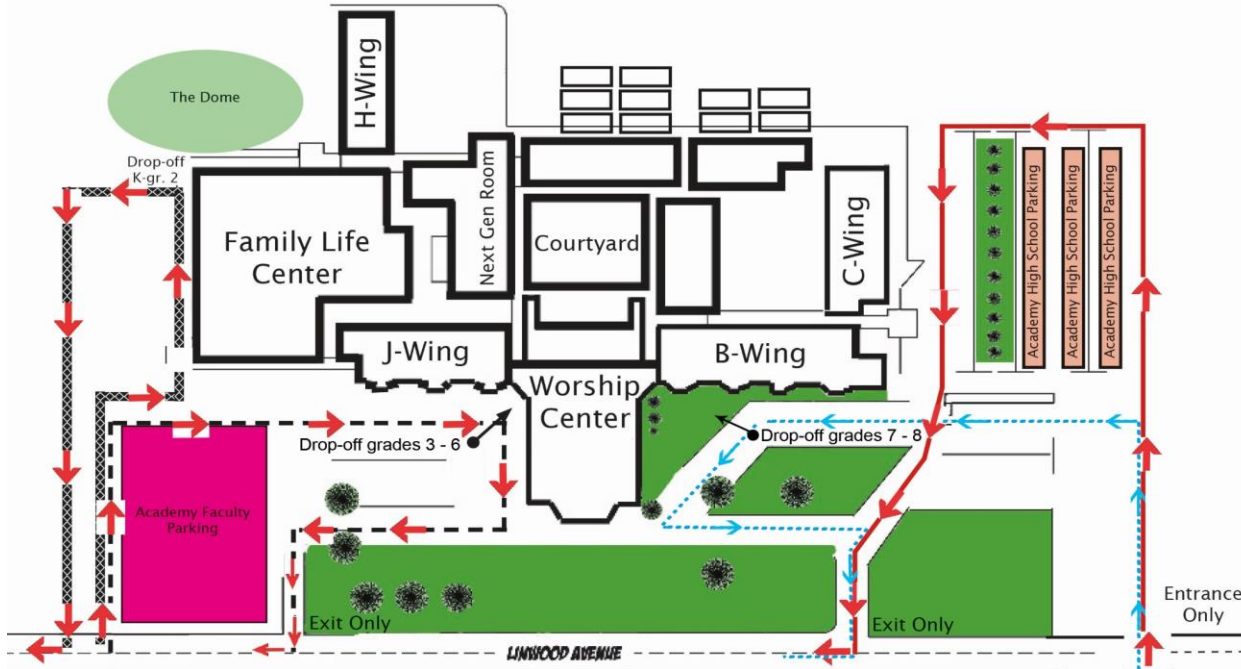 H-Wing
The Dome
Drop-off
K-gr. 2
Family Life
Center
Next Gen Room
Courtyard
C-Wing
Academy High School Parking
Academy High School Parking
Academy High School Parking
J-Wing
B-Wing
Worship
Center
Drop-off grades 3 - 6
Drop-off grades 7 - 8
Academy Faculty
Parking
Entrance
Only
Exit Only
Exit Only
LINWOOD AVENUE